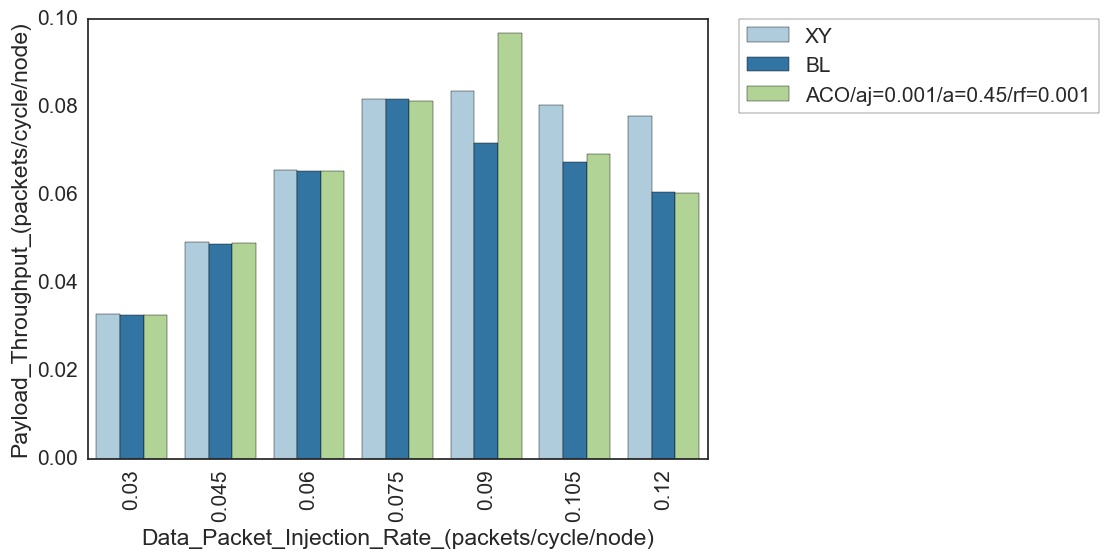 Payload_Throughput_(packets/cycle/node)
0.10
0.08
0.06
0.04
0.02
0.00
0.03
0.045
0.06
0.075
0.09
0.105
0.12
Data_Packet_Injection_Rate_(packets/cycle/node)
XY
BL
ACO/aj=0.001/a=0.45/rf=0.001